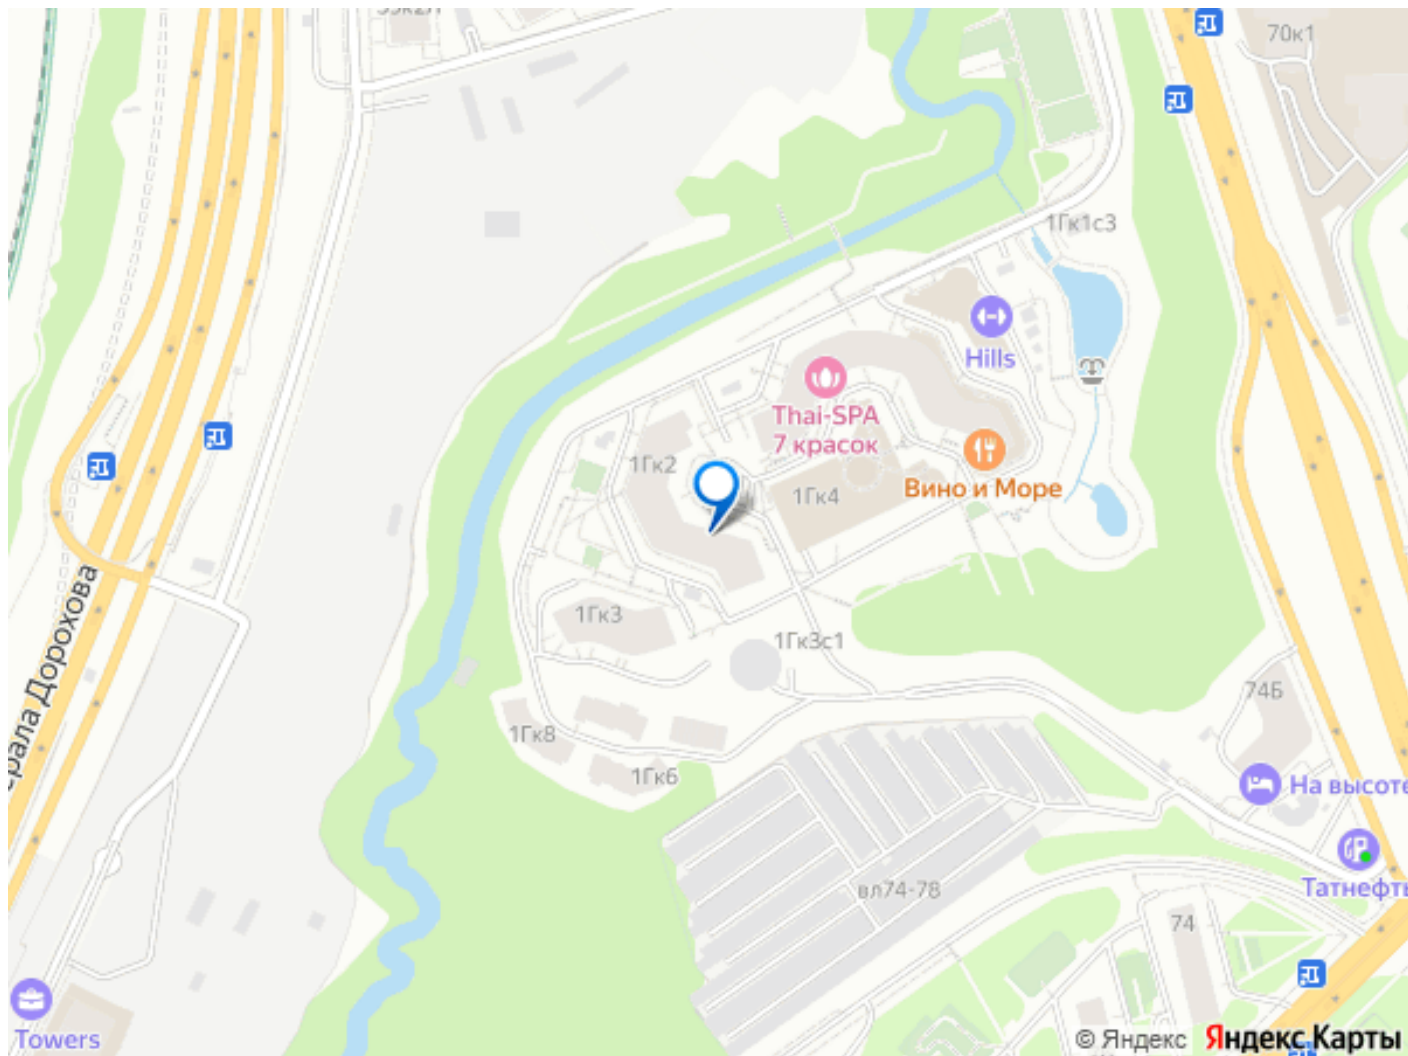 70к1
1Гк1с3
Hills
Thai-SPA
7 красок
1Гк2
Вино и Море
1Гк4
1Гк3
1Гк3с1
74Б
1Гк8
1Гк6
На высоте
Татнефть
вл74-78
74
Дорохова
Towers
© Яндекс Яндекс Карты